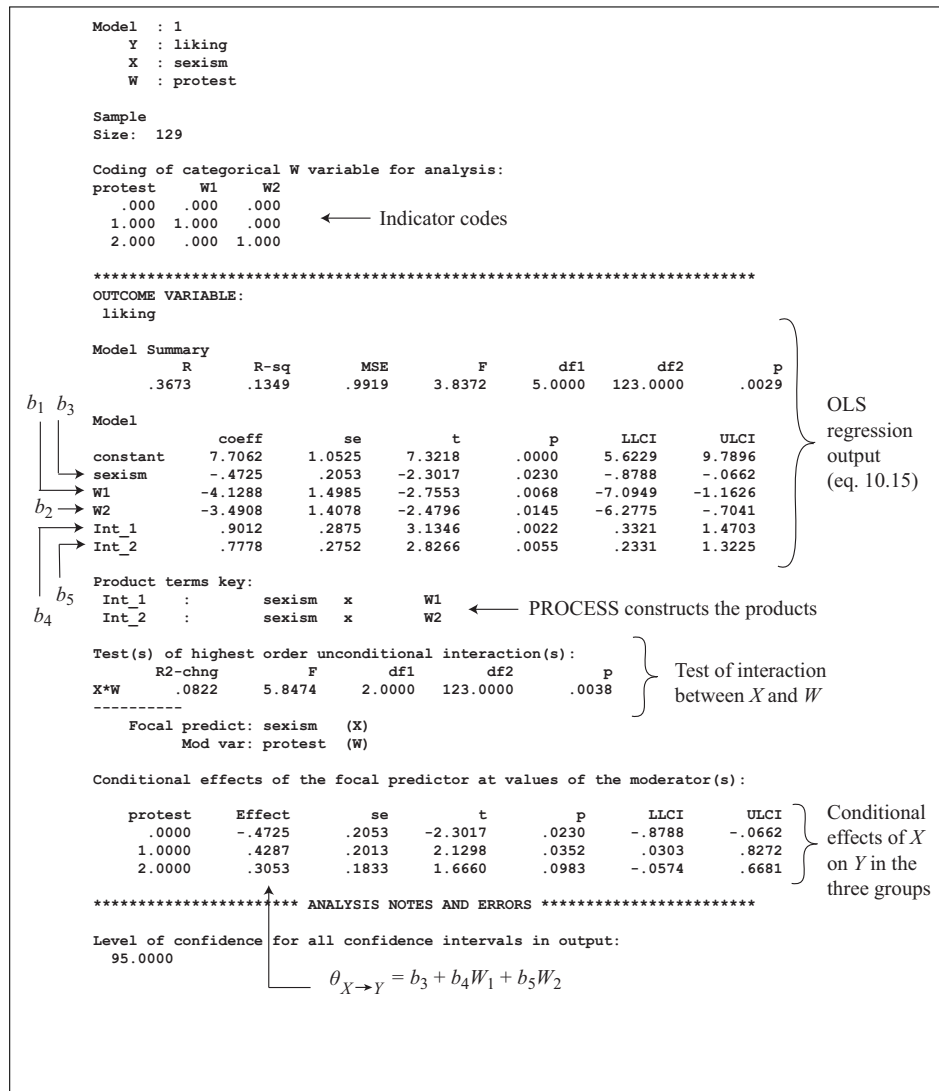 Model : 1
Y : liking
X : sexism
W : protest
Sample
Size: 129
Coding of categorical W variable for analysis:
protest W1 W2
.000 .000 .000
1.000 1.000 .000
2.000 .000 1.000
Indicator codes
**************************************************************************
OUTCOME VARIABLE:
liking
Model Summary
R R-sq MSE F df1 df2 p
.3673 .1349 .9919 3.8372 5.0000 123.0000 .0029
b1 b3
Model
coeff se t p LLCI ULCI
constant 7.7062 1.0525 7.3218 .0000 5.6229 9.7896
sexism -.4725 .2053 -2.3017 .0230 -.8788 -.0662
W1 -4.1288 1.4985 -2.7553 .0068 -7.0949 -1.1626
b2 W2 -3.4908 1.4078 -2.4796 .0145 -6.2775 -.7041
Int_1 .9012 .2875 3.1346 .0022 .3321 1.4703
Int_2 .7778 .2752 2.8266 .0055 .2331 1.3225
OLS
regression
output
(eq. 10.15)
b5
b4
Product terms key:
Int_1 : sexism x W1
Int_2 : sexism x W2
PROCESS constructs the products
Test(s) of highest order unconditional interaction(s):
R2-chng F df1 df2 p
X*W .0822 5.8474 2.0000 123.0000 .0038
----------
Test of interaction
between X and W
Focal predict: sexism (X)
Mod var: protest (W)
Conditional effects of the focal predictor at values of the moderator(s):
protest Effect se t p LLCI ULCI
.0000 -.4725 .2053 -2.3017 .0230 -.8788 -.0662
1.0000 .4287 .2013 2.1298 .0352 .0303 .8272
2.0000 .3053 .1833 1.6660 .0983 -.0574 .6681
Conditional
effects of X
on Y in the
three groups
*********************** ANALYSIS NOTES AND ERRORS ************************
Level of confidence for all confidence intervals in output:
95.0000
θX→Y = b3 + b4W1 + b5W2